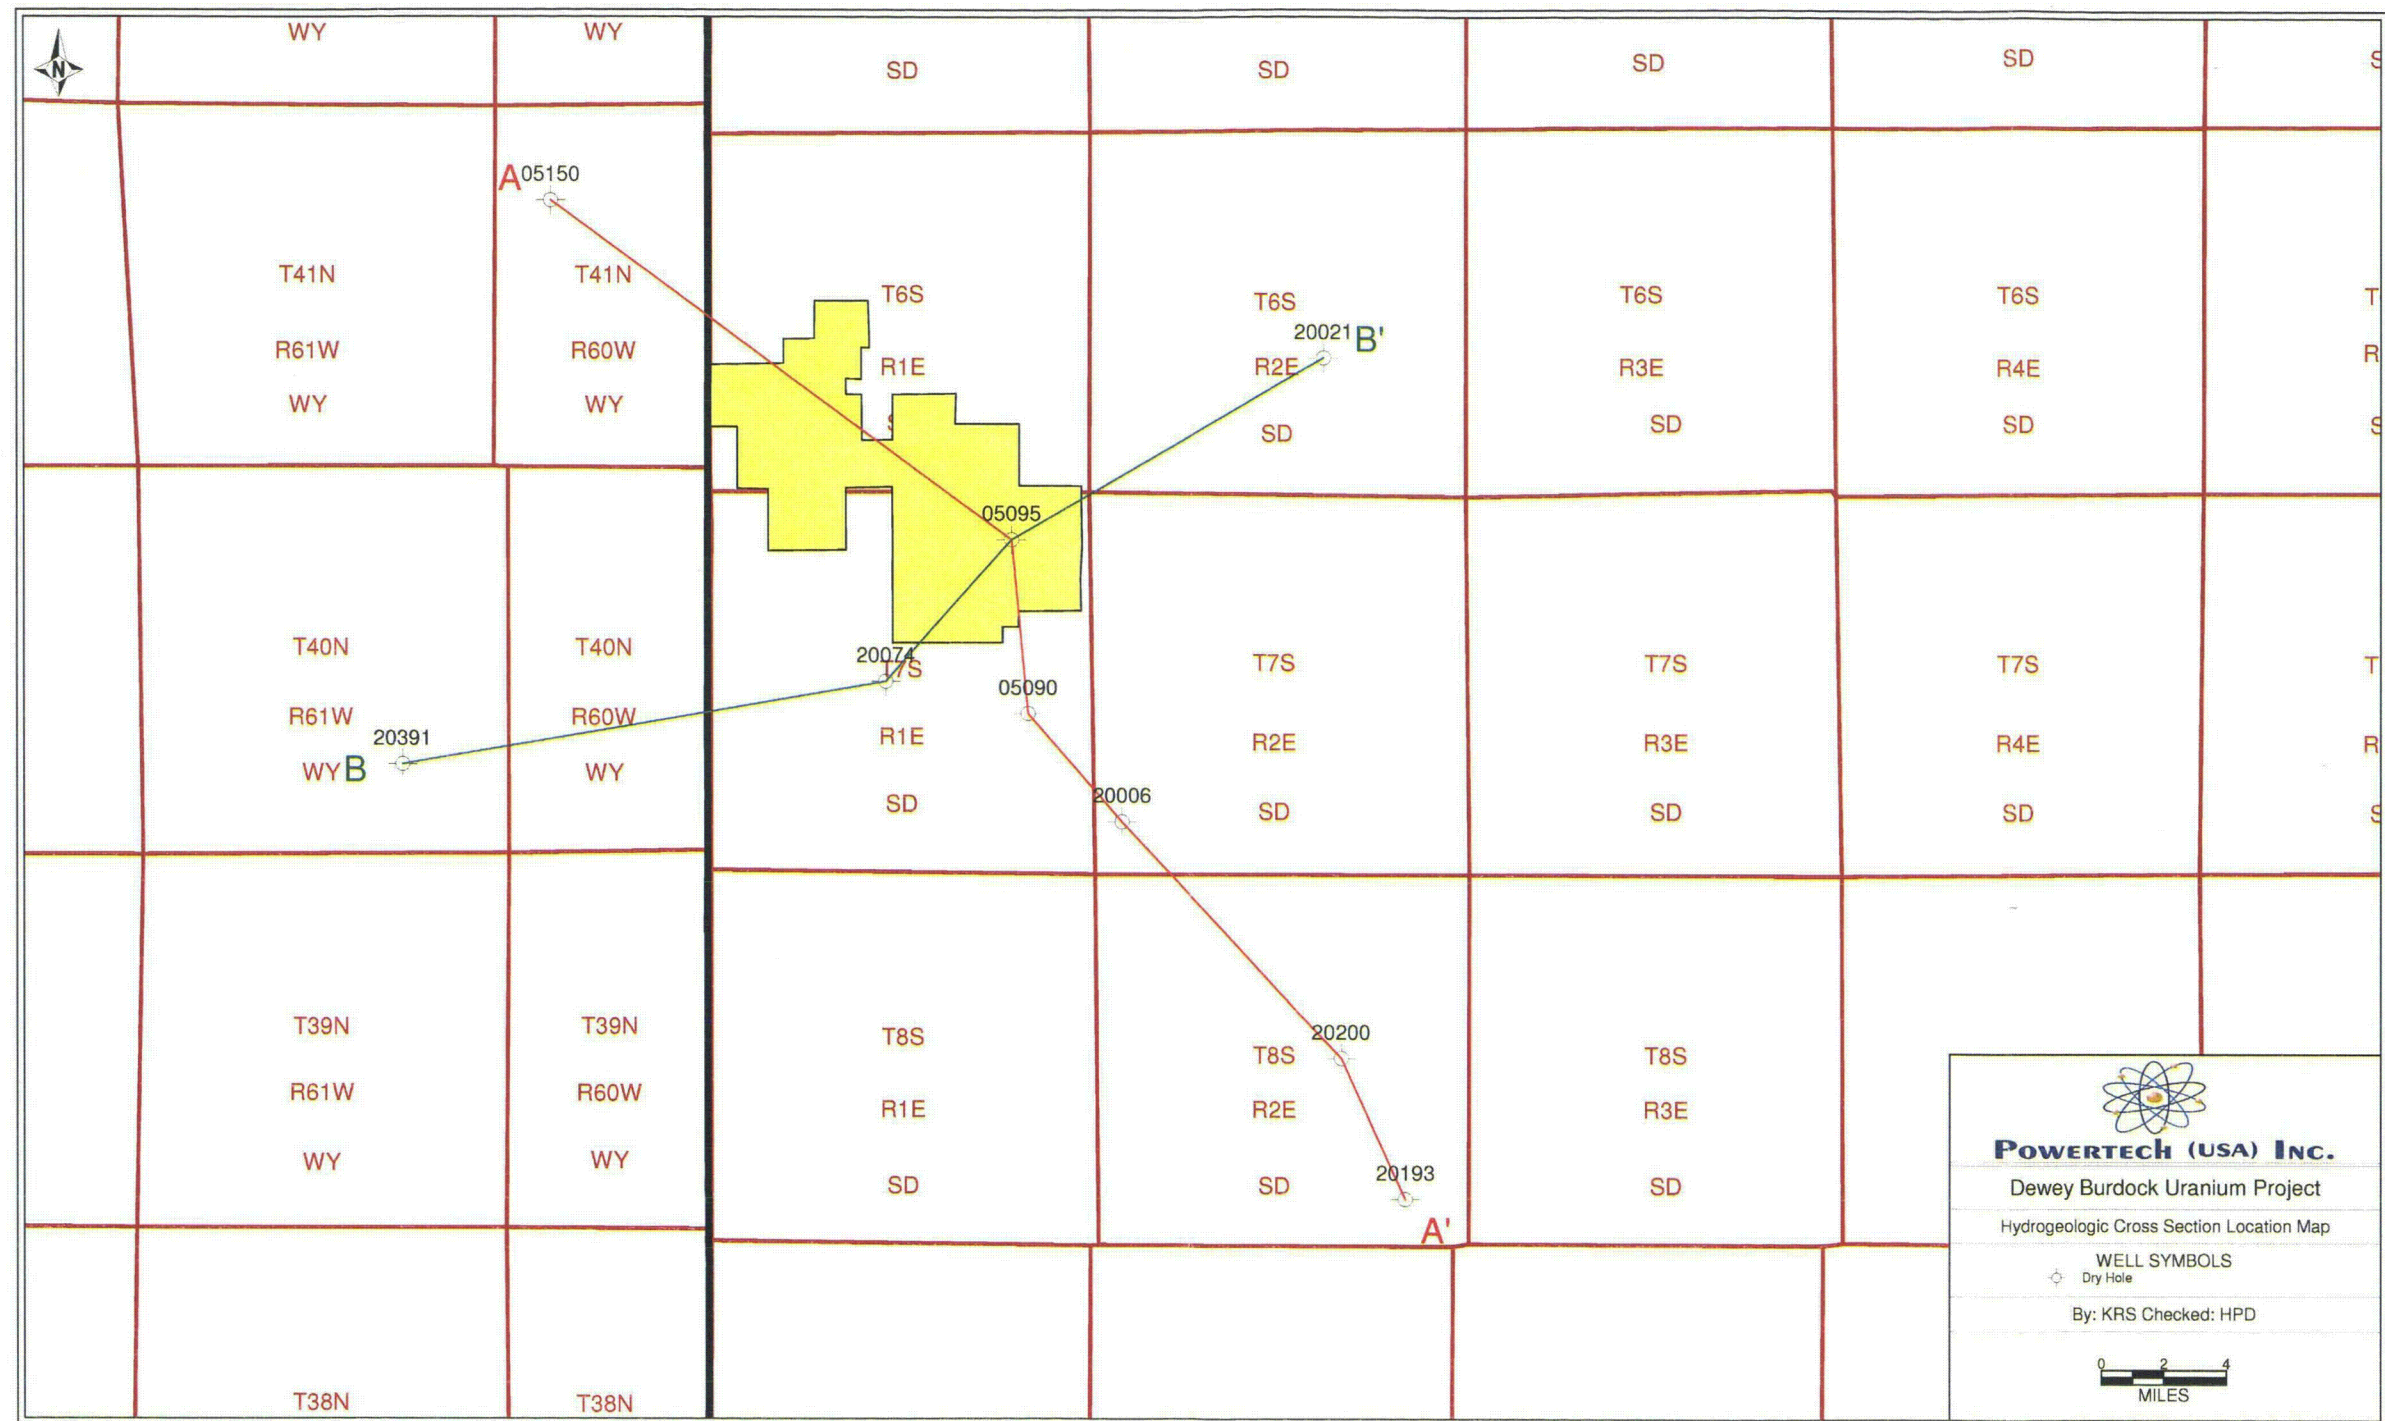 N
WY
WY
SD
SD
SD
SD
A
05150
T41N
T41N
T6S
T6S
T6S
T6S
20021
B'
R61W
R60W
R1E
R2E
R3E
R4E
WY
WY
SD
SD
SD
05095
T40N
T40N
20074
T7S
T7S
T7S
T7S
05090
R61W
R60W
R1E
R2E
R3E
R4E
20391
WY
B
WY
20006
SD
SD
SD
SD
T39N
T39N
T8S
20200
T8S
T8S
R61W
R60W
R1E
R2E
R3E
WY
WY
SD
SD
SD
20193
A'
T38N
T38N
POWERTECH (USA) INC.
Dewey Burdock Uranium Project
Hydrogeologic Cross Section Location Map
WELL SYMBOLS
Dry Hole
By: KRS Checked: HPD
0 2 4
MILES